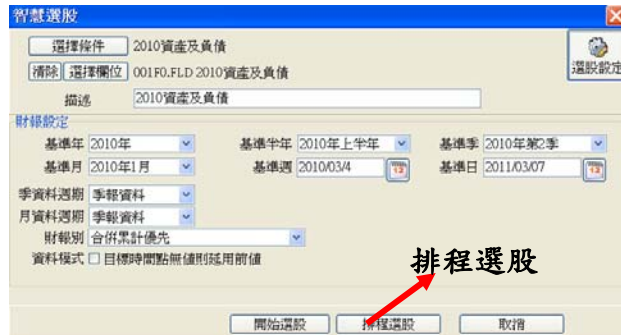 智慧選股
選擇條件 2010資產及負債
清除 選擇欄位 001F0.FLD 2010資產及負債
選股設定
描述 2010資產及負債
財報設定
基準年 2010年 基準半年 2010年上半年 基準季 2010年第2季
基準月 2010年1月 基準週 2010/03/4 基準日 2011/03/07
季資料週期 季報資料
月資料週期 季報資料
財報別 合併累計優先
資料模式 目標時間點無值則延用前值
排程選股
開始選股 排程選股 取消